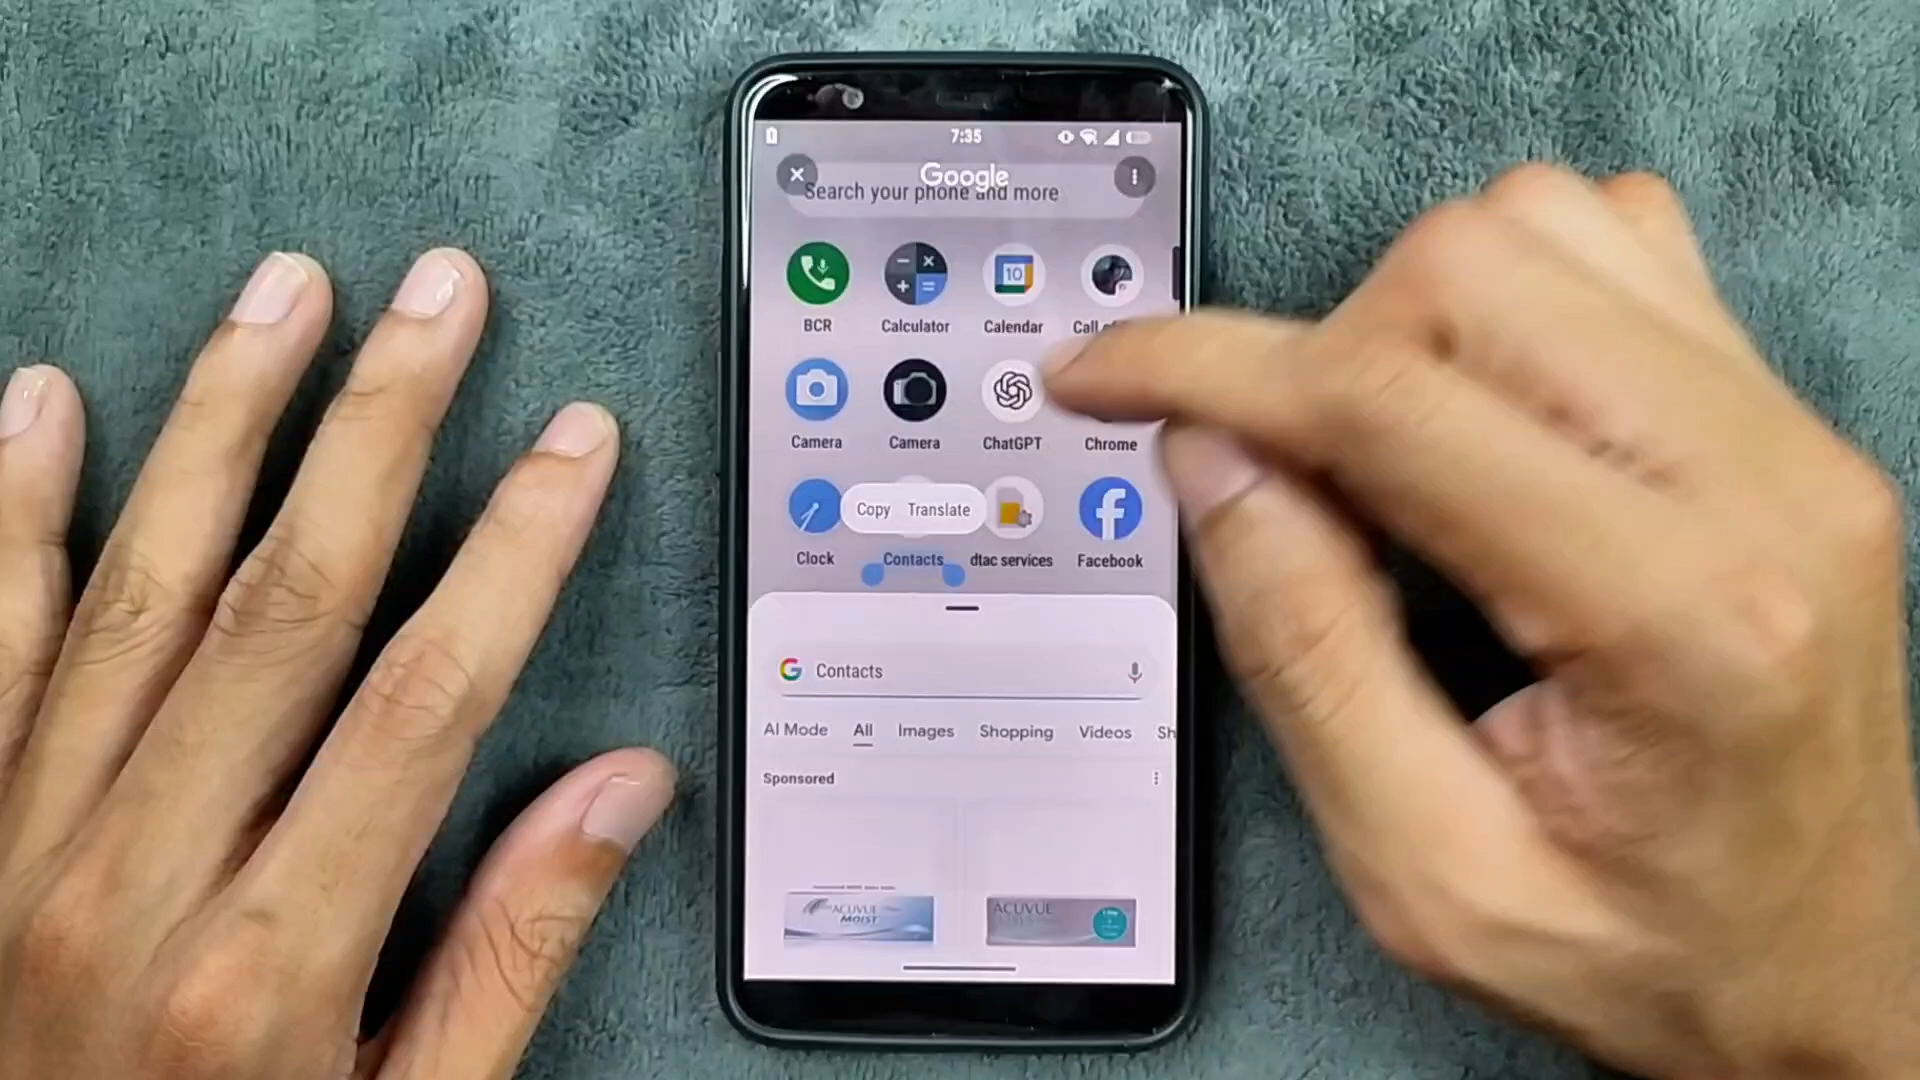 7:35
Google
Search your phone and more
10
BCR Calculator Calendar Call of
Camera Camera ChatGPT Chrome
Copy Translate
Clock Contacts dtac services Facebook
Contacts
AI Mode All Images Shopping Videos Sh
Sponsored
ACUVUE ACUVUE
MOIST